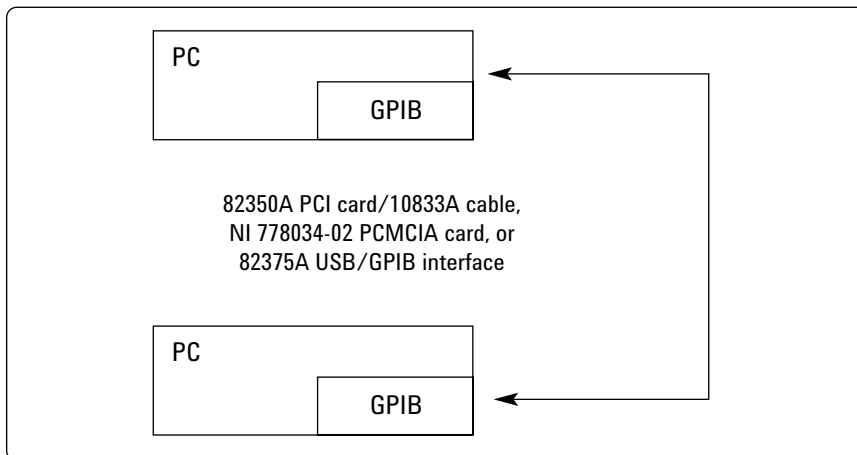 PC
GPIB
82350A PCI card/10833A cable,
NI 778034-02 PCMCIA card, or
82375A USB/GPIB interface
PC
GPIB